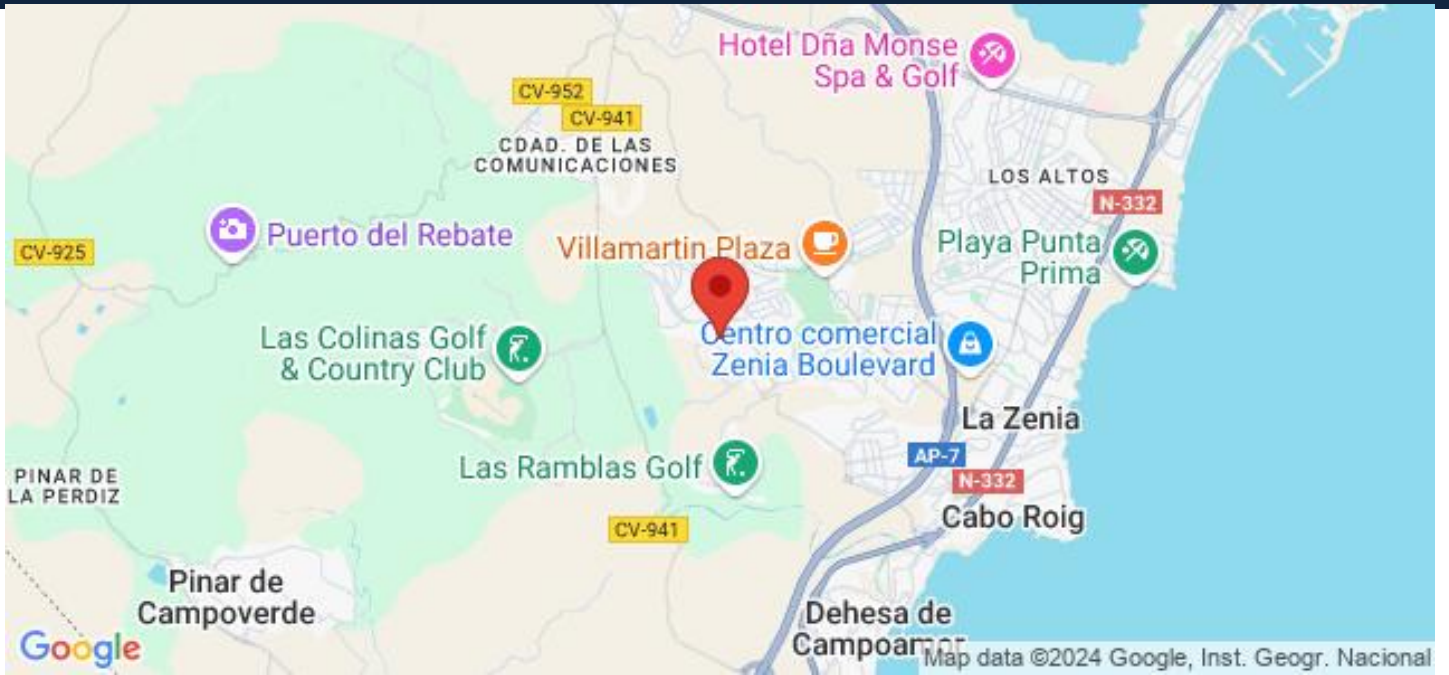 Hotel Dña Monse
Spa & Golf
CV-952
CV-941
CDAD. DE LAS
COMUNICACIONES
LOS ALTOS
N-332
Puerto del Rebate
CV-925
Villamartin Plaza
Playa Punta
Prima
Las Colinas Golf
& Country Club
Centro comercial
Zenia Boulevard
La Zenia
Las Ramblas Golf
AP-7
PINAR DE
LA PERDIZ
N-332
Cabo Roig
CV-941
Pinar de
Campoverde
Dehesa de
Campoamor
Google
Map data ©2024 Google, Inst. Geogr. Nacional